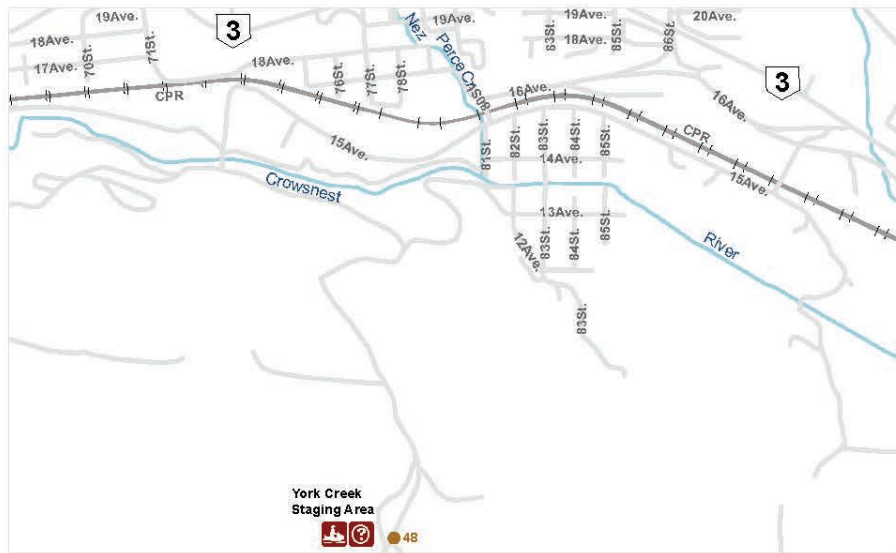 19Ave.
18Ave.
17Ave.
70St.
71St.
3
18Ave.
CPR
76St.
77St.
78St.
19Ave.
Nez Perce Cr.
16Ave.
15Ave.
81St.
82St.
83St.
84St.
85St.
14Ave.
19Ave.
18Ave.
83St.
85St.
86St.
20Ave.
3
16Ave.
CPR
15Ave.
Crowsnest
River
13Ave.
12Ave.
83St.
84St.
85St.
83St.
York Creek
Staging Area
?
48